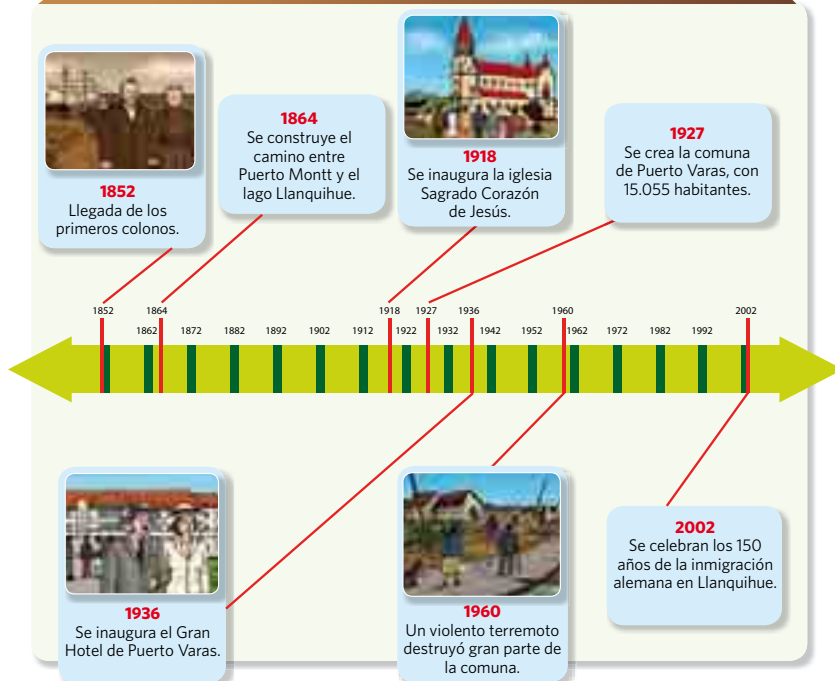 1852
Llegada de los
primeros colonos.
1864
Se construye el
camino entre
Puerto Montt y el
lago Llanquihue.
1918
Se inaugura la iglesia
Sagrado Corazón
de Jesús.
1927
Se crea la comuna
de Puerto Varas, con
15.055 habitantes.
1852 1864 1918 1927 1936 1960 2002
1862 1872 1882 1892 1902 1912 1922 1932 1942 1952 1962 1972 1982 1992
1936
Se inaugura el Gran
Hotel de Puerto Varas.
1960
Un violento terremoto
destruyó gran parte de
la comuna.
2002
Se celebran los 150
años de la inmigración
alemana en Llanquihue.